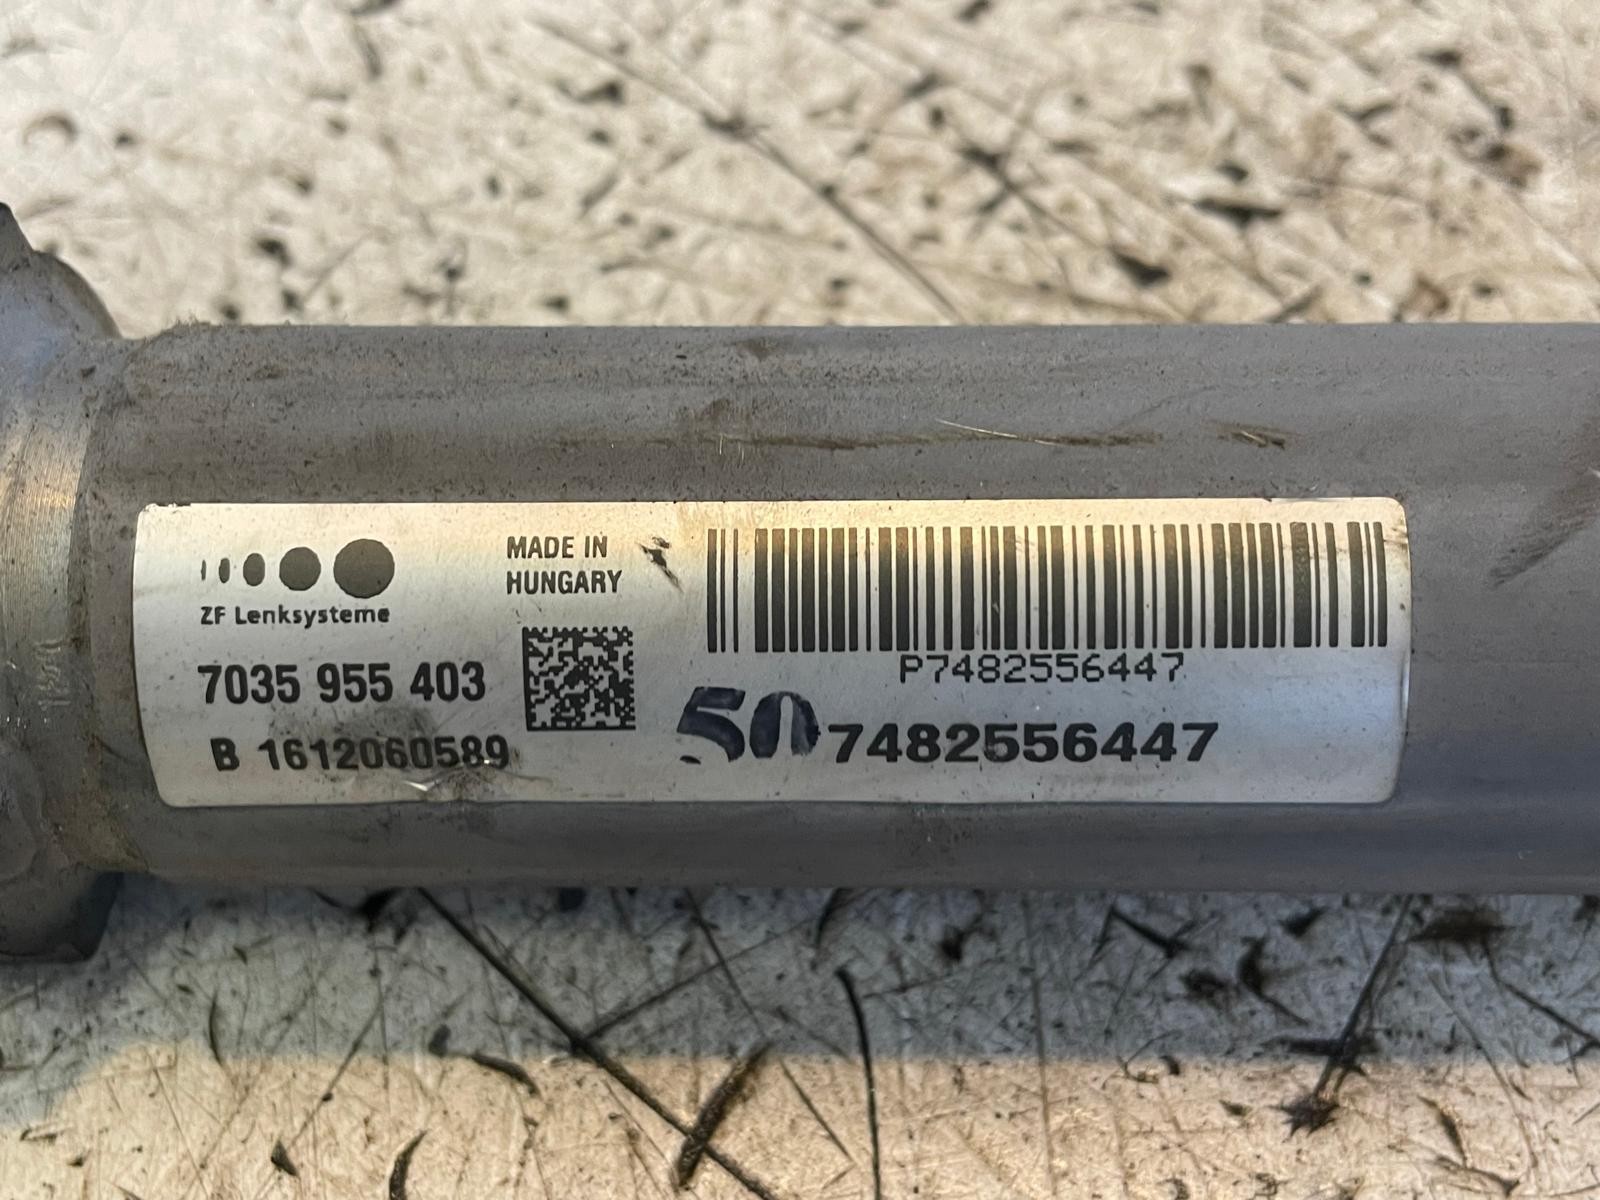 ZF Lenksysteme
7035 955 403
B 1612060589
MADE IN
HUNGARY
P7482556447
50
7482556447